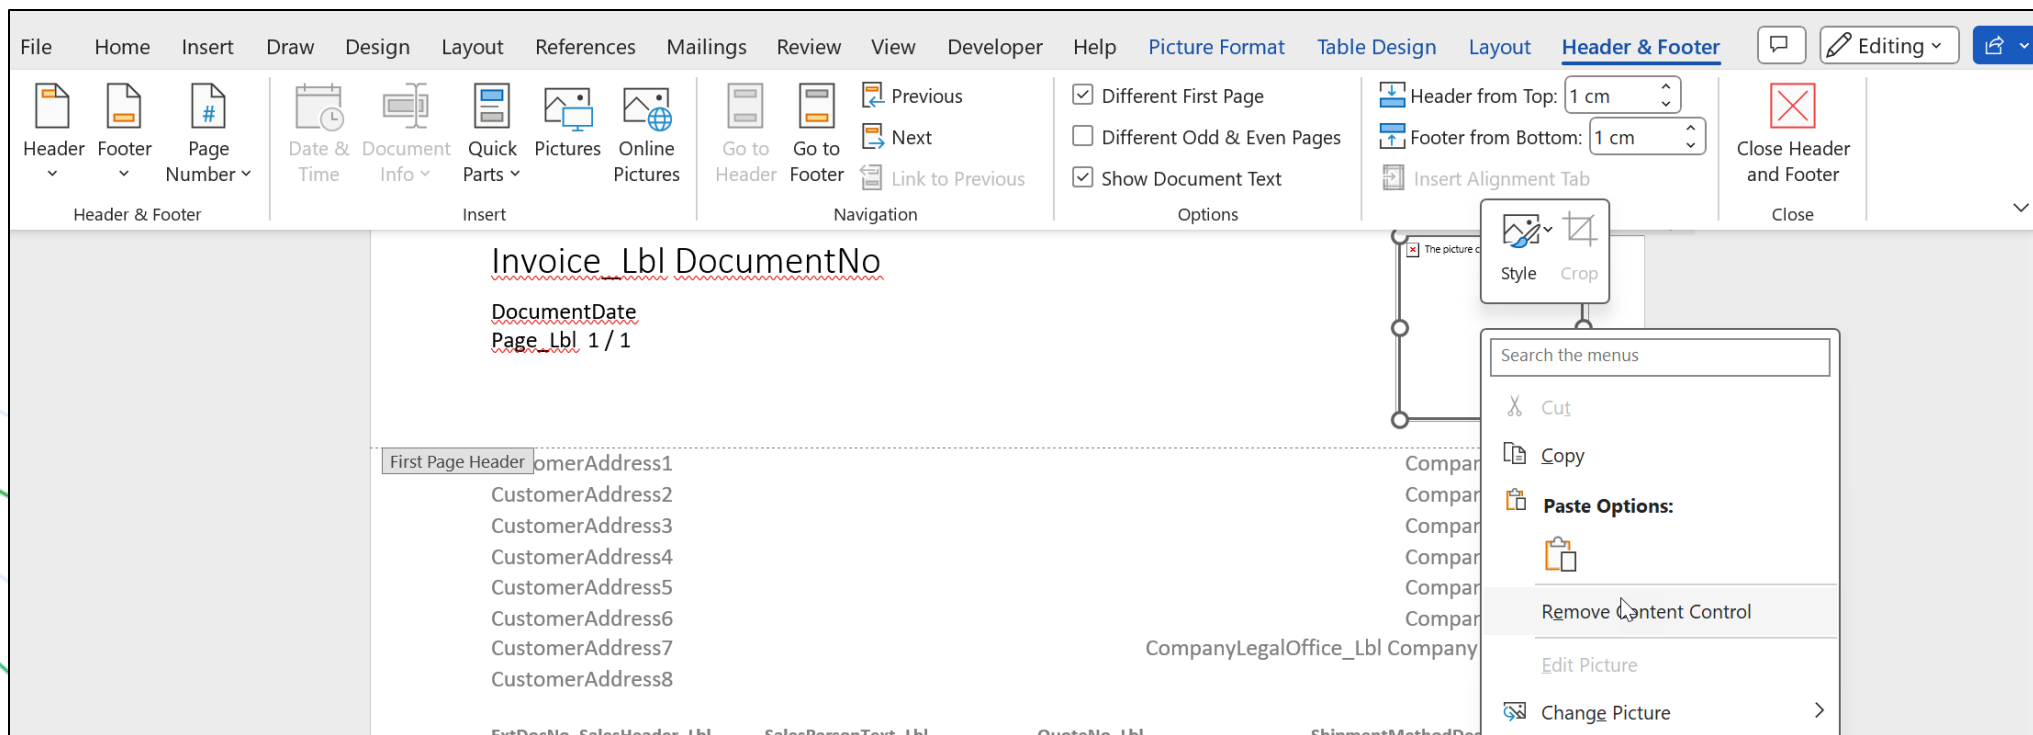 File Home Insert Draw Design Layout References Mailings Review View Developer Help Picture Format Table Design Layout Header & Footer Editing
Header Footer Page Number
Date & Time Document Info Quick Parts Pictures Online Pictures
Go to Header Go to Footer
Previous
Next
Link to Previous
Different First Page
Different Odd & Even Pages
Show Document Text
Header from Top: 1 cm
Footer from Bottom: 1 cm
Insert Alignment Tab
Close Header and Footer
Header & Footer Insert Navigation Options Close
Style Crop
Invoice_Lbl DocumentNo
The picture
DocumentDate
Page_Lbl 1 / 1
Search the menus
Cut
Copy
Paste Options:
Remove Content Control
Edit Picture
Change Picture
First Page Header
omerAddress1 Compar
CustomerAddress2 Compar
CustomerAddress3 Compar
CustomerAddress4 Compar
CustomerAddress5 Compar
CustomerAddress6 Compar
CustomerAddress7 CompanyLegalOffice_Lbl Company
CustomerAddress8
ExtDocNo_SalesHeader_Lbl SalesPersonText_Lbl QuoteNo_Lbl ShipmentMethodDes